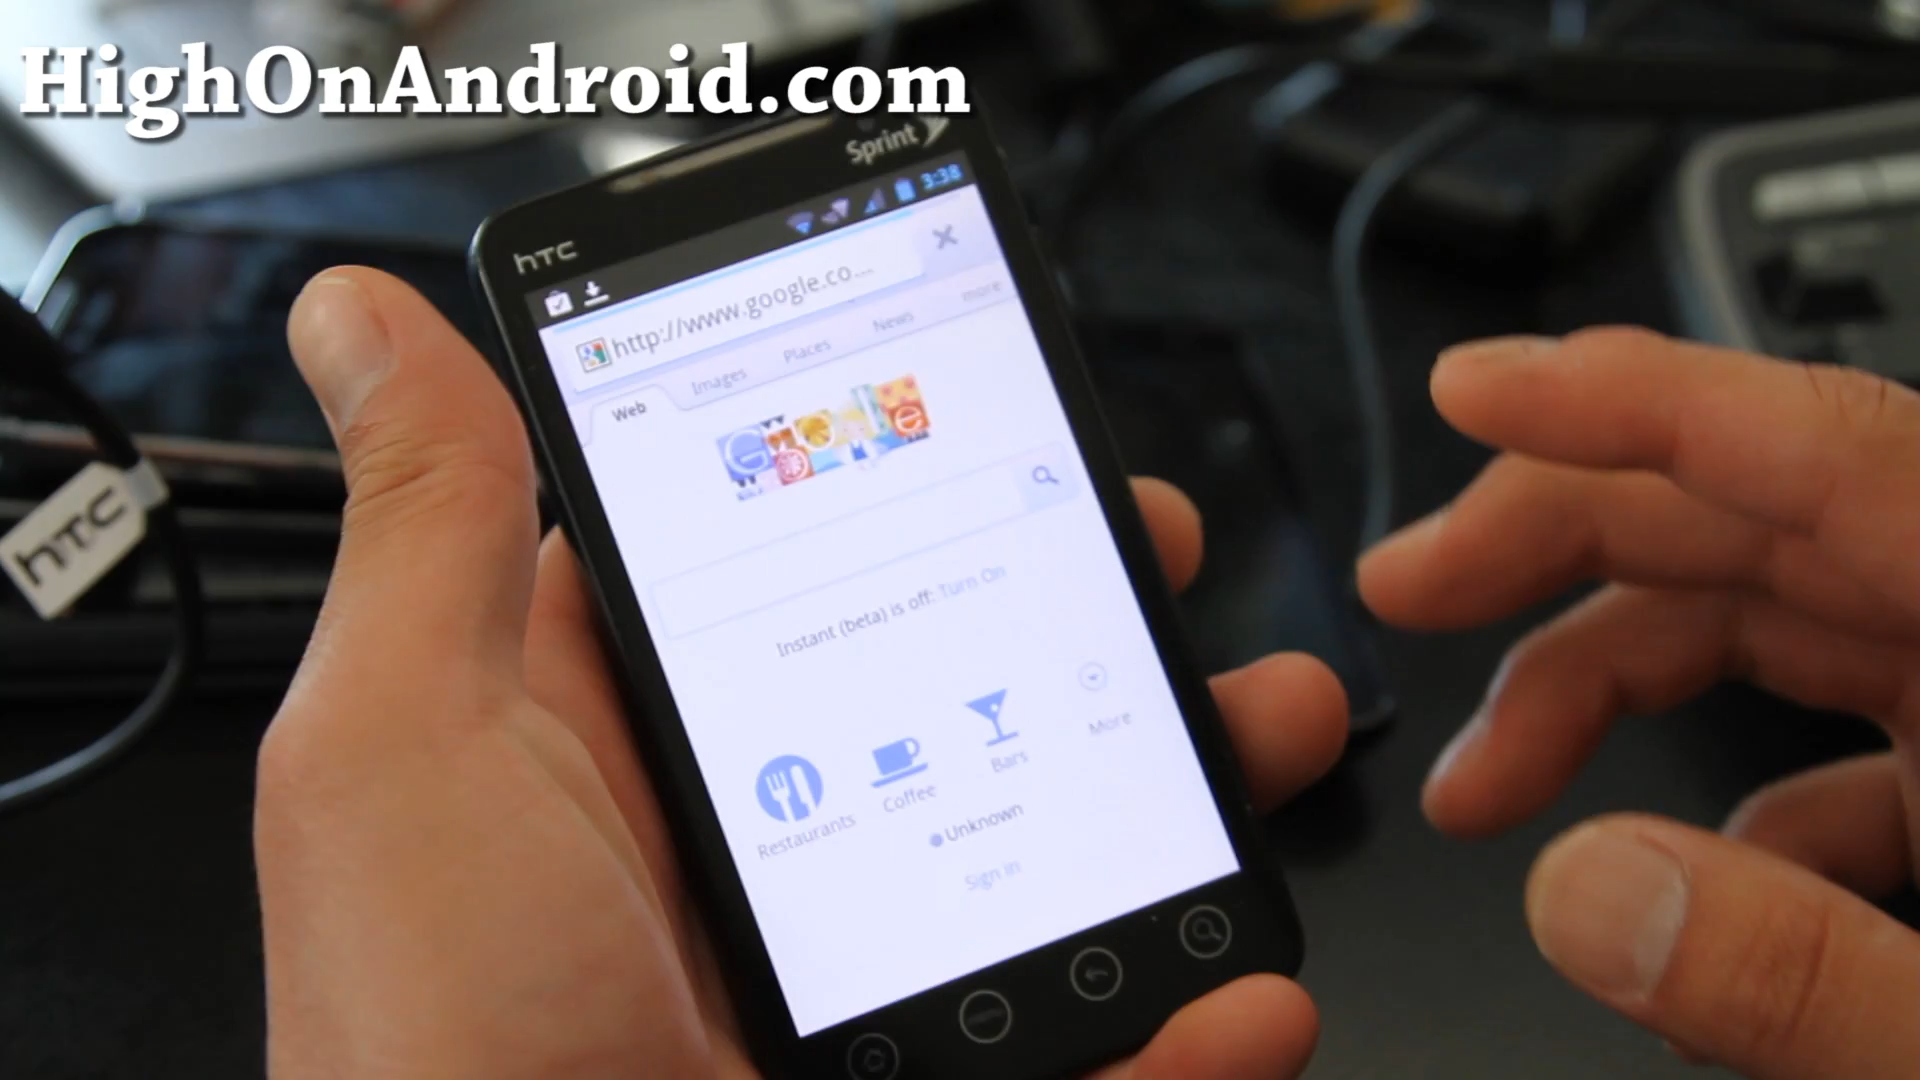 HighOnAndroid.com
Sprint
hTC
3:38
http://www.google.co...
Web Images Places News more
Google
Instant (beta) is off: Turn On
Restaurants Coffee Bars More
Unknown
Sign in
hTC